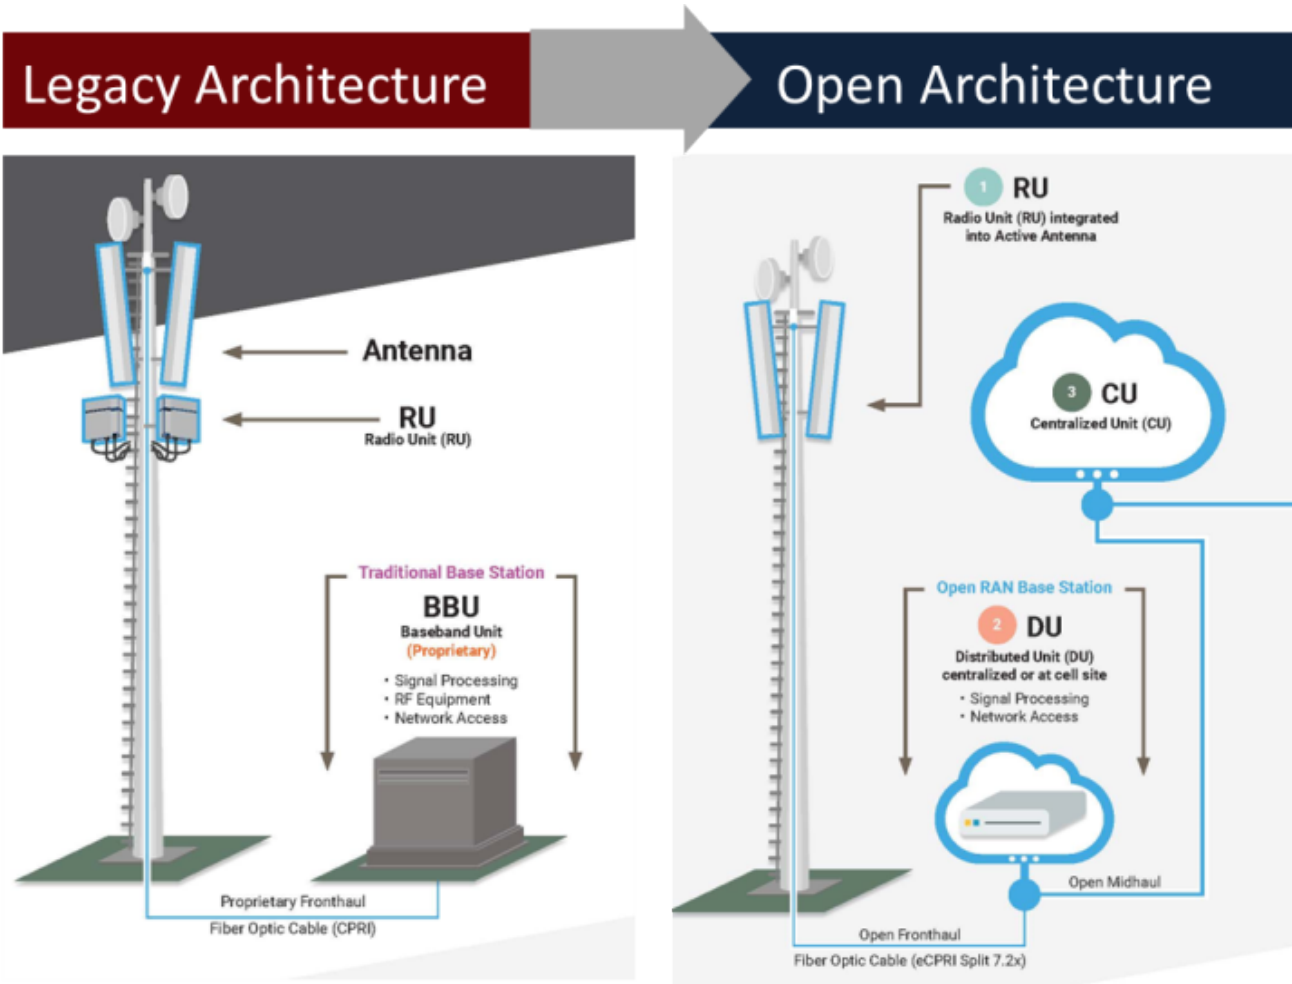 Legacy Architecture
Open Architecture
Antenna
RU
Radio Unit (RU)
Traditional Base Station
BBU
Baseband Unit
(Proprietary)
• Signal Processing
• RF Equipment
• Network Access
Proprietary Fronthaul
Fiber Optic Cable (CPRI)
1 RU
Radio Unit (RU) integrated
into Active Antenna
3 CU
Centralized Unit (CU)
Open RAN Base Station
2 DU
Distributed Unit (DU)
centralized or at cell site
• Signal Processing
• Network Access
Open Midhaul
Open Fronthaul
Fiber Optic Cable (eCPRI Split 7.2x)